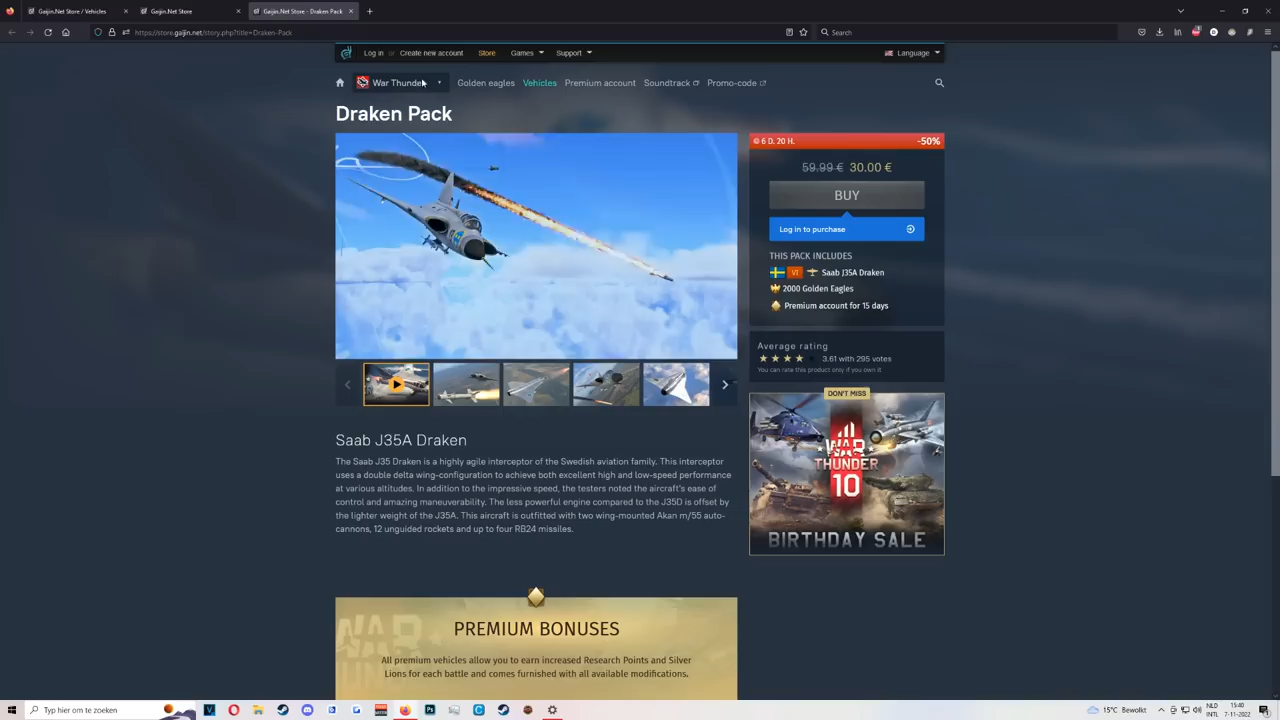 Gaijin.Net Store / Vehicles
Gaijin.Net Store
Gaijin.Net Store - Draken Pack
https://store.gaijin.net/story.php?title=Draken-Pack
Search
Log in or Create new account Store Games Support Language
War Thunder Golden eagles Vehicles Premium account Soundtrack Promo-code
Draken Pack
6 D. 20 H. -50%
59.99 € 30.00 €
BUY
Log in to purchase
THIS PACK INCLUDES
VI Saab J35A Draken
2000 Golden Eagles
Premium account for 15 days
Average rating
3.61 with 295 votes
You can rate this product only if you own it
DON'T MISS
WAR
THUNDER
10
BIRTHDAY SALE
Saab J35A Draken
The Saab J35 Draken is a highly agile interceptor of the Swedish aviation family. This interceptor
uses a double delta wing-configuration to achieve both excellent high and low-speed performance
at various altitudes. In addition to the impressive speed, the testers noted the aircraft's ease of
control and amazing maneuverability. The less powerful engine compared to the J35D is offset by
the lighter weight of the J35A. This aircraft is outfitted with two wing-mounted Akan m/55 auto-
cannons, 12 unguided rockets and up to four RB24 missiles.
WAR
PREMIUM BONUSES
All premium vehicles allow you to earn increased Research Points and Silver
Lions for each battle and comes furnished with all available modifications.
Typ hier om te zoeken
15°C Bewolkt
NLD
INTL
15:40
7-11-2022